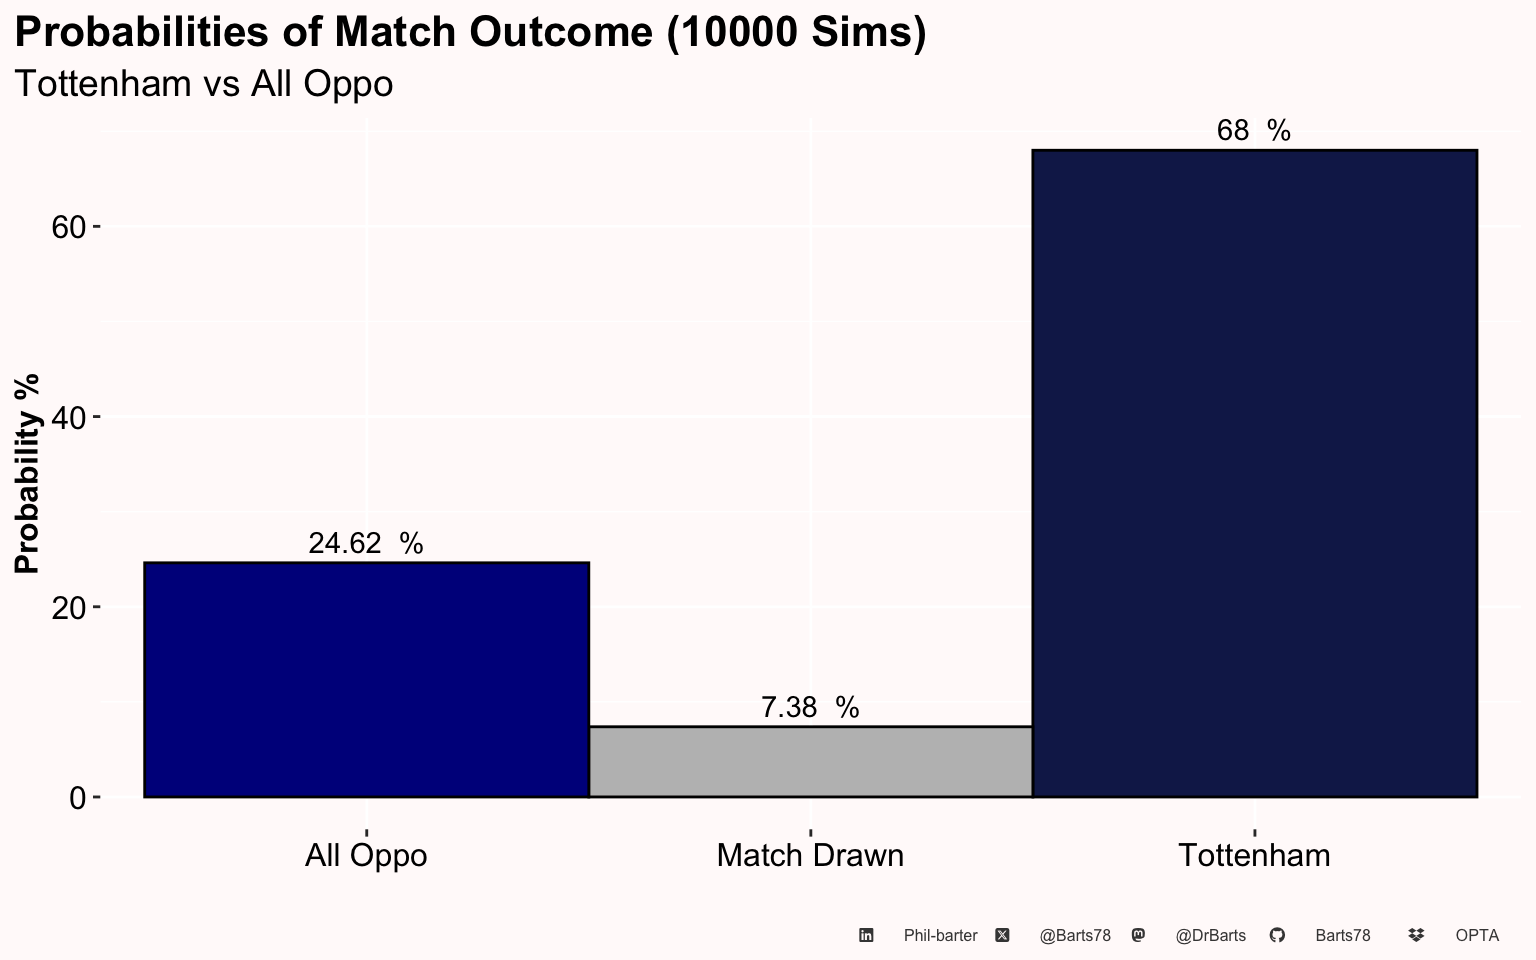 Probabilities of Match Outcome (10000 Sims)
Tottenham vs All Oppo
68 %
60
40
Probability %
24.62 %
20
7.38 %
0
All Oppo Match Drawn Tottenham
Phil-barter @Barts78 @DrBarts Barts78 OPTA